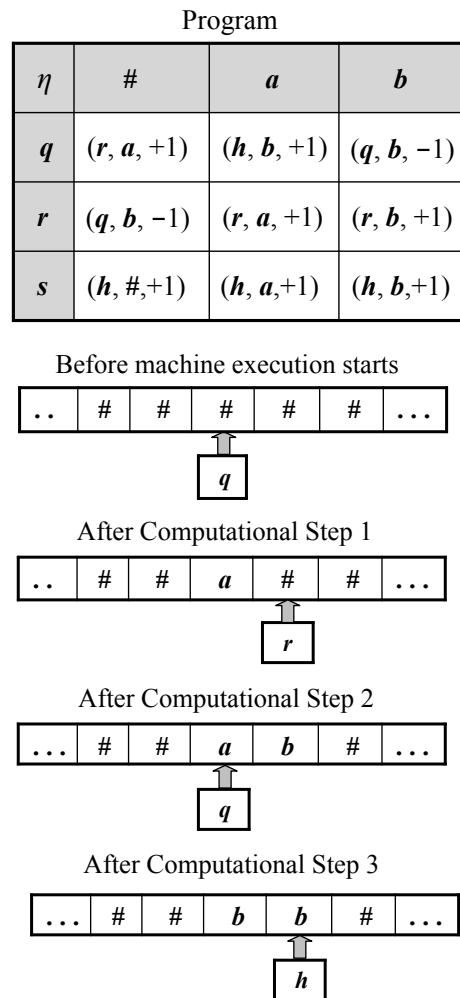 Program
η # a b
q (r, a, +1) (h, b, +1) (q, b, −1)
r (q, b, −1) (r, a, +1) (r, b, +1)
s (h, #,+1) (h, a,+1) (h, b,+1)
Before machine execution starts
. . # # # # # . . .
q
After Computational Step 1
. . # # a # # . . .
r
After Computational Step 2
. . . # # a b # . . .
q
After Computational Step 3
. . . # # b b # . . .
h